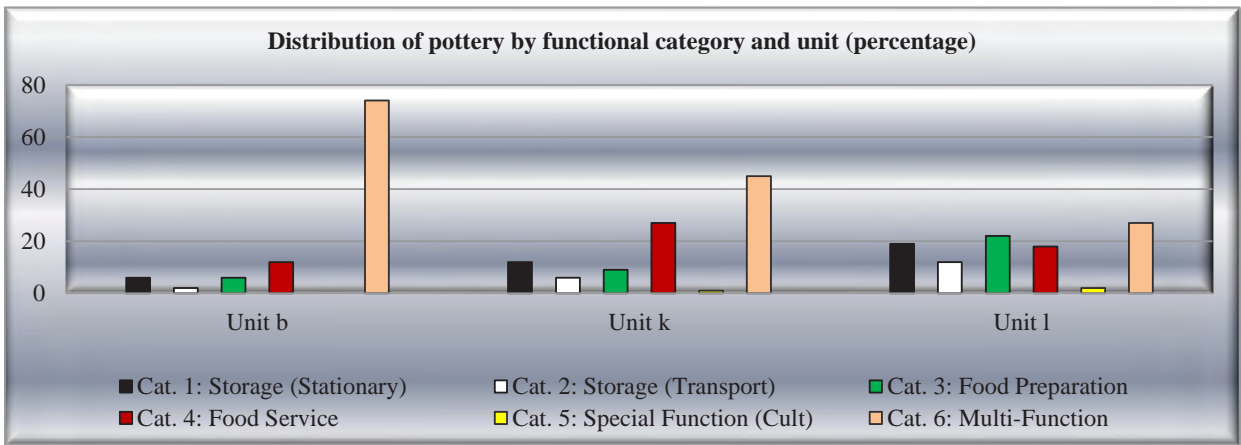 Distribution of pottery by functional category and unit (percentage)
80
60
40
20
0
Unit b Unit k Unit l
Cat. 1: Storage (Stationary) Cat. 2: Storage (Transport) Cat. 3: Food Preparation
Cat. 4: Food Service Cat. 5: Special Function (Cult) Cat. 6: Multi-Function